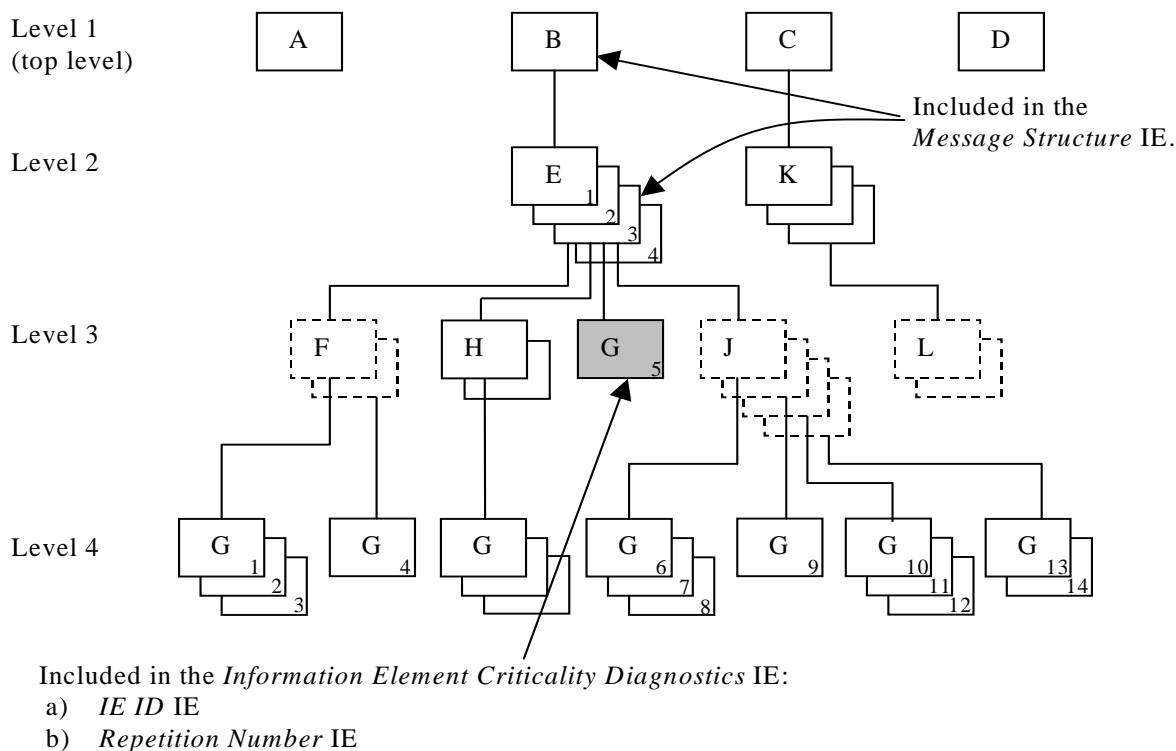 Level 1
(top level)
A
B
C
D
Included in the
Message Structure IE.
Level 2
E
1
2
3
4
K
Level 3
F
H
G
5
J
L
Level 4
G
1
2
3
G
4
G
G
6
7
8
G
9
G
10
11
12
G
13
14
Included in the Information Element Criticality Diagnostics IE:
a) IE ID IE
b) Repetition Number IE